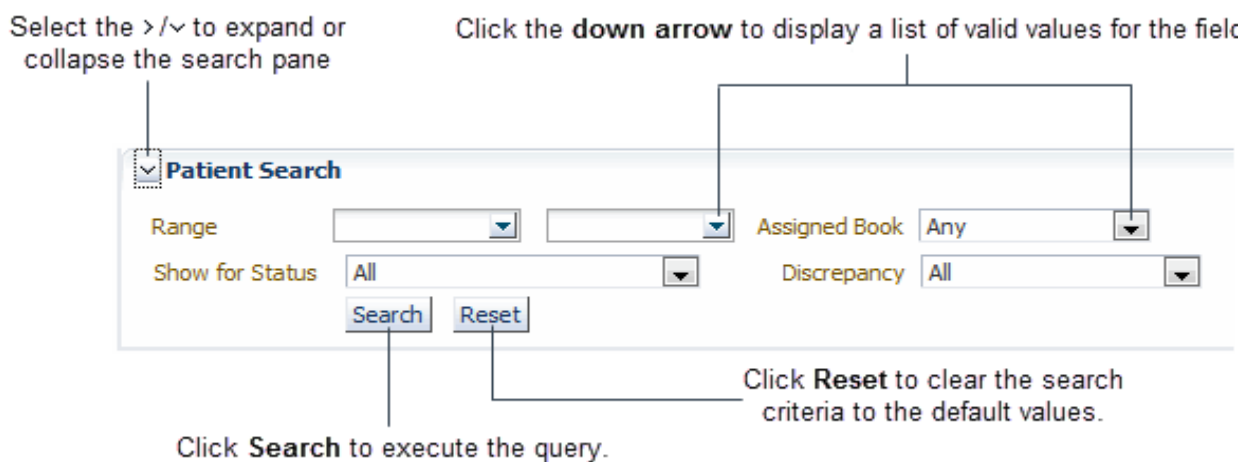 Select the >/⌄ to expand or
collapse the search pane
Click the down arrow to display a list of valid values for the field
Patient Search
Range
Assigned Book Any
Show for Status All
Discrepancy All
Search Reset
Click Reset to clear the search
criteria to the default values.
Click Search to execute the query.